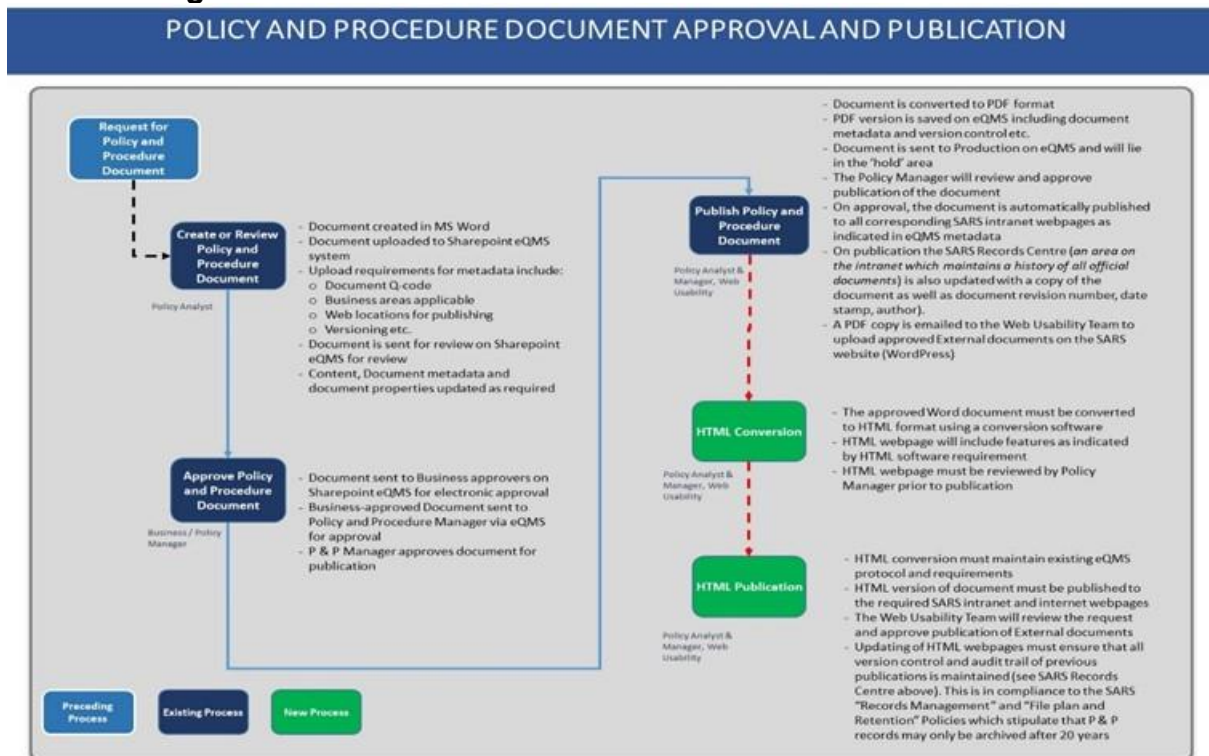 POLICY AND PROCEDURE DOCUMENT APPROVAL AND PUBLICATION
Request for
Policy and
Procedure
Document
Create or Review
Policy and
Procedure
Document
Policy Analyst
- Document created in MS Word
- Document uploaded to Sharepoint eQMS
system
- Upload requirements for metadata include:
o Document Q-code
o Business areas applicable
o Web locations for publishing
o Versioning etc.
- Document is sent for review on Sharepoint
eQMS for review
- Content, Document metadata and
document properties updated as required
Approve Policy
and Procedure
Document
Business / Policy
Manager
- Document sent to Business approvers on
Sharepoint eQMS for electronic approval
- Business-approved Document sent to
Policy and Procedure Manager via eQMS
for approval
- P & P Manager approves document for
publication
Publish Policy and
Procedure
Document
Policy Analyst &
Manager, Web
Usability
- Document is converted to PDF format
- PDF version is saved on eQMS including document
metadata and version control etc.
- Document is sent to Production on eQMS and will lie
in the 'hold' area
- The Policy Manager will review and approve
publication of the document
- On approval, the document is automatically published
to all corresponding SARS intranet webpages as
indicated in eQMS metadata
- On publication the SARS Records Centre (an area on
the intranet which maintains a history of all official
documents) is also updated with a copy of the
document as well as document revision number, date
stamp, author).
- A PDF copy is emailed to the Web Usability Team to
upload approved External documents on the SARS
website (WordPress)
HTML Conversion
Policy Analyst &
Manager, Web
Usability
- The approved Word document must be converted
to HTML format using a conversion software
- HTML webpage will include features as indicated
by HTML software requirement
- HTML webpage must be reviewed by Policy
Manager prior to publication
HTML Publication
Policy Analyst &
Manager, Web
Usability
- HTML conversion must maintain existing eQMS
protocol and requirements
- HTML version of document must be published to
the required SARS intranet and internet webpages
- The Web Usability Team will review the request
and approve publication of External documents
- Updating of HTML webpages must ensure that all
version control and audit trail of previous
publications is maintained (see SARS Records
Centre above). This is in compliance to the SARS
"Records Management" and "File plan and
Retention" Policies which stipulate that P & P
records may only be archived after 20 years
Preceding
Process
Existing Process
New Process